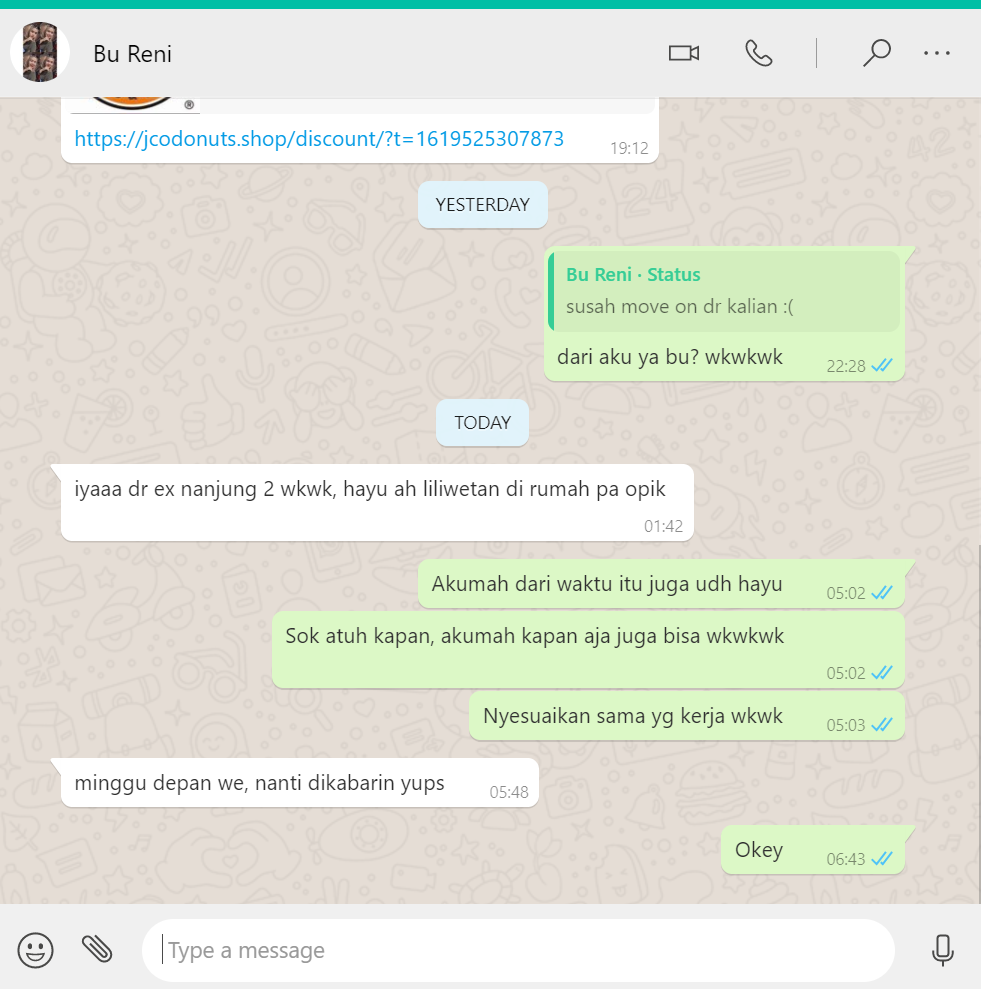 Bu Reni
®
https://jcodonuts.shop/discount/?t=1619525307873
19:12
YESTERDAY
Bu Reni · Status
susah move on dr kalian :(
dari aku ya bu? wkwkwk
22:28
TODAY
iyaaa dr ex nanjung 2 wkwk, hayu ah liliwetan di rumah pa opik
01:42
Akumah dari waktu itu juga udh hayu
05:02
Sok atuh kapan, akumah kapan aja juga bisa wkwkwk
05:02
Nyesuaikan sama yg kerja wkwk
05:03
minggu depan we, nanti dikabarin yups
05:48
Okey
06:43
Type a message